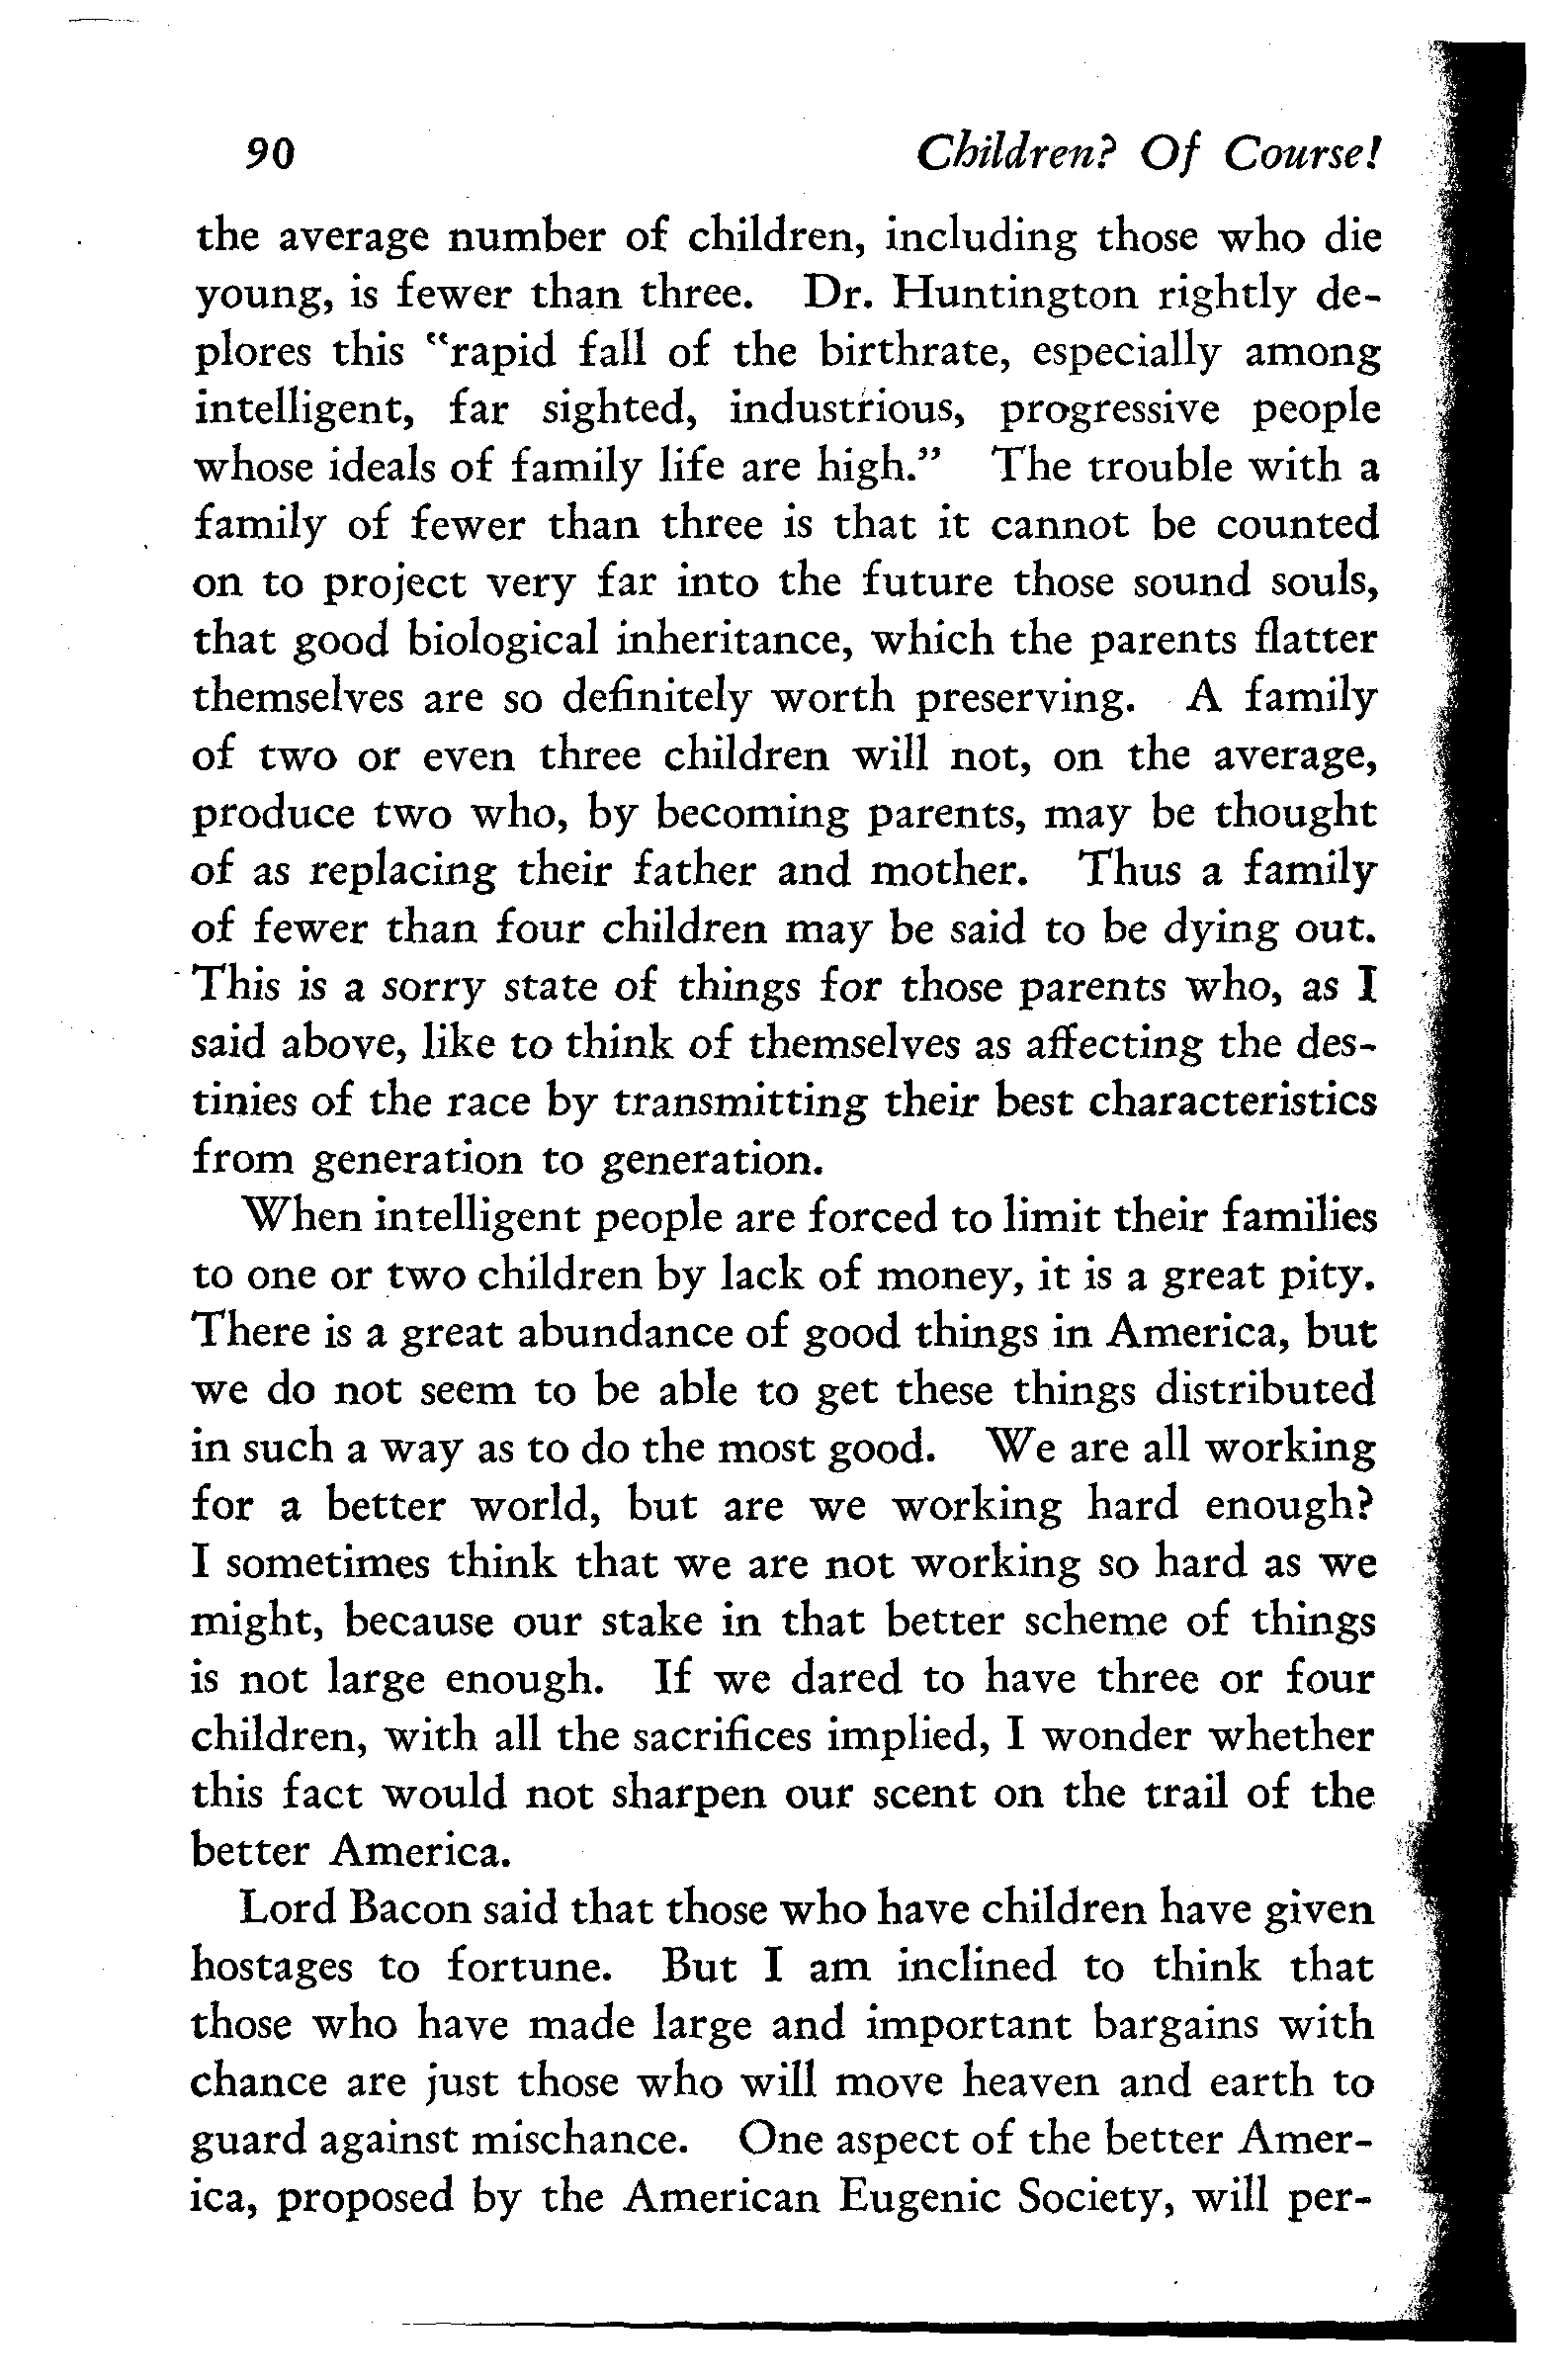 90 Children? Of Course!
the average number of children, including those who die
young, is fewer than three. Dr. Huntington rightly de-
plores this "rapid fall of the birthrate, especially among
intelligent, far sighted, industrious, progressive people
whose ideals of family life are high." The trouble with a
family of fewer than three is that it cannot be counted
on to project very far into the future those sound souls,
that good biological inheritance, which the parents flatter
themselves are so definitely worth preserving. A family
of two or even three children will not, on the average,
produce two who, by becoming parents, may be thought
of as replacing their father and mother. Thus a family
of fewer than four children may be said to be dying out.
This is a sorry state of things for those parents who, as I
said above, like to think of themselves as affecting the des-
tinies of the race by transmitting their best characteristics
from generation to generation.
When intelligent people are forced to limit their families
to one or two children by lack of money, it is a great pity.
There is a great abundance of good things in America, but
we do not seem to be able to get these things distributed
in such a way as to do the most good. We are all working
for a better world, but are we working hard enough?
I sometimes think that we are not working so hard as we
might, because our stake in that better scheme of things
is not large enough. If we dared to have three or four
children, with all the sacrifices implied, I wonder whether
this fact would not sharpen our scent on the trail of the
better America.
Lord Bacon said that those who have children have given
hostages to fortune. But I am inclined to think that
those who have made large and important bargains with
chance are just those who will move heaven and earth to
guard against mischance. One aspect of the better Amer-
ica, proposed by the American Eugenic Society, will per-